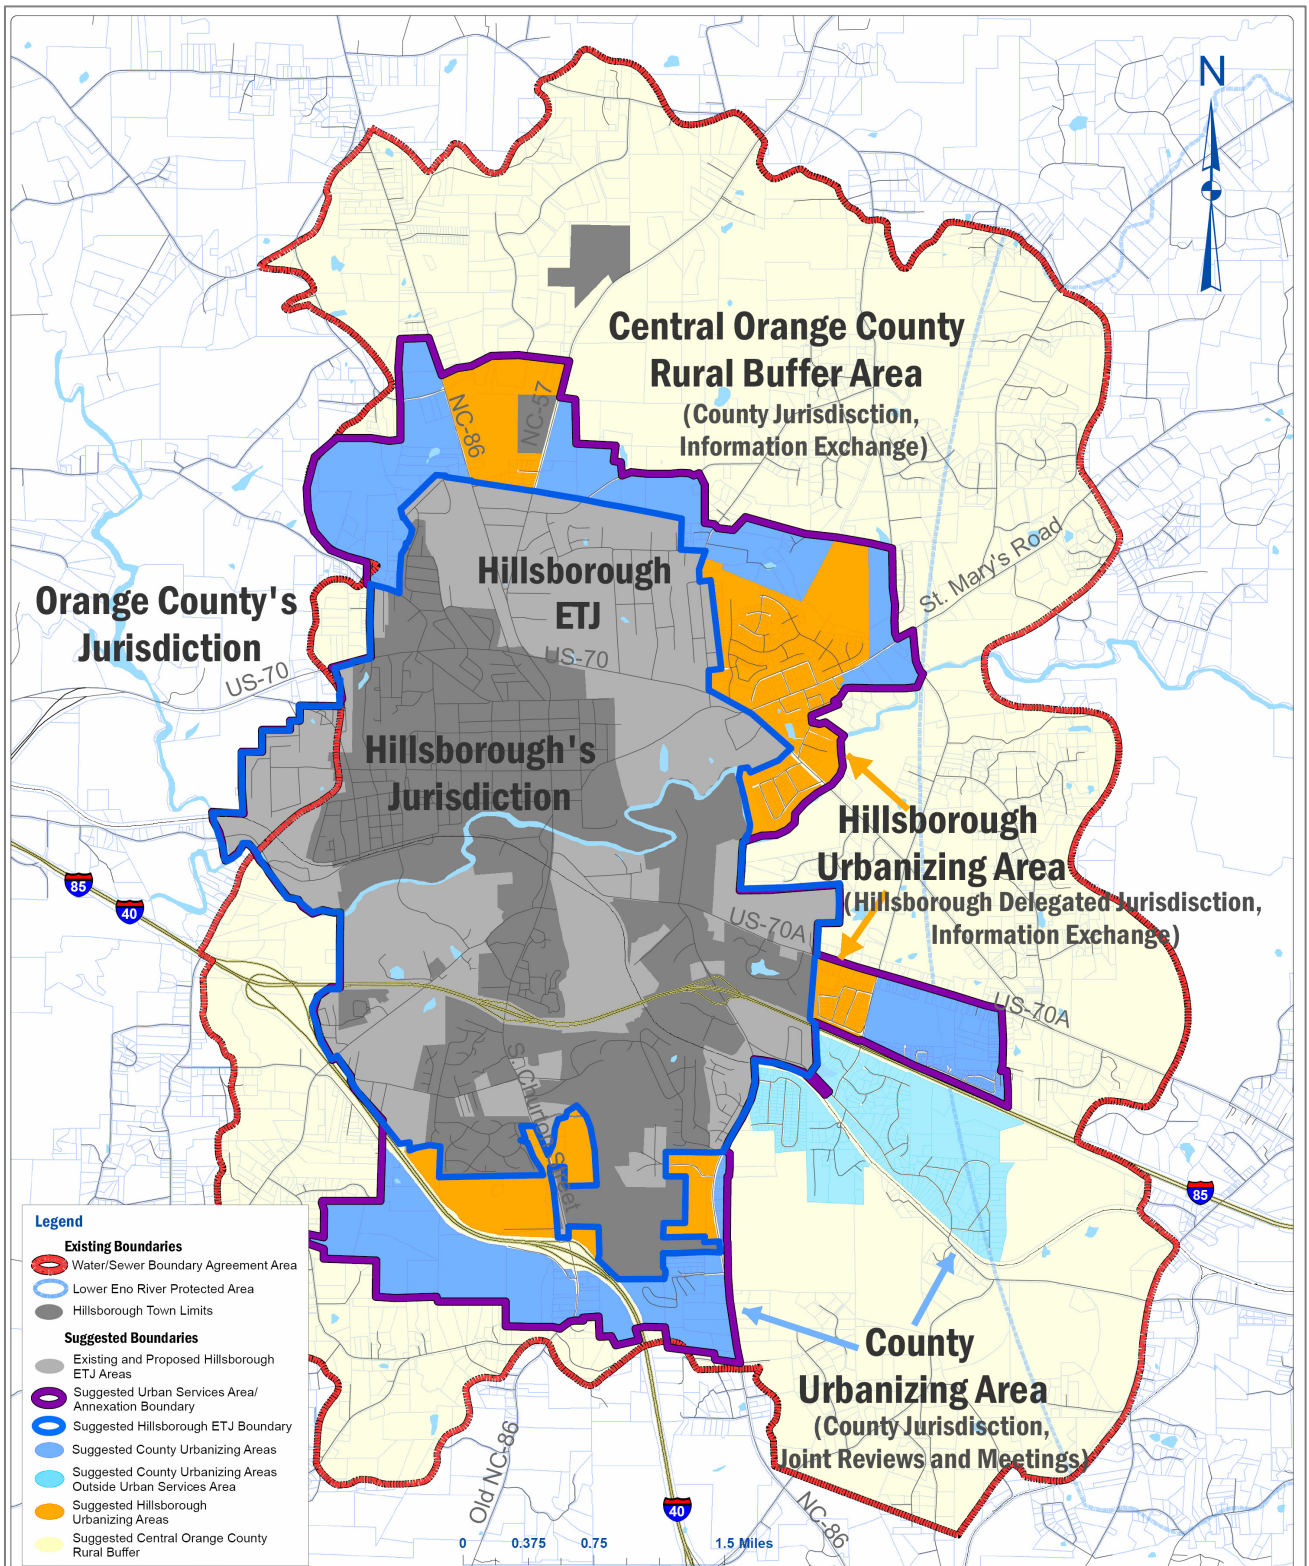 N
Central Orange County
Rural Buffer Area
(County Jurisdisction,
Information Exchange)
NC-86
NC-57
St. Mary's Road
Hillsborough
ETJ
Orange County's
Jurisdiction
US-70
US-70
Hillsborough's
Jurisdiction
Hillsborough
Urbanizing Area
(Hillsborough Delegated Jurisdisction,
Information Exchange)
85
40
US-70A
US-70A
S. Churton Street
85
County
Urbanizing Area
(County Jurisdisction,
Joint Reviews and Meetings)
Old NC-86
40
NC-86
Legend
Existing Boundaries
Water/Sewer Boundary Agreement Area
Lower Eno River Protected Area
Hillsborough Town Limits
Suggested Boundaries
Existing and Proposed Hillsborough
ETJ Areas
Suggested Urban Services Area/
Annexation Boundary
Suggested Hillsborough ETJ Boundary
Suggested County Urbanizing Areas
Suggested County Urbanizing Areas
Outside Urban Services Area
Suggested Hillsborough
Urbanizing Areas
Suggested Central Orange County
Rural Buffer
0 0.375 0.75 1.5 Miles